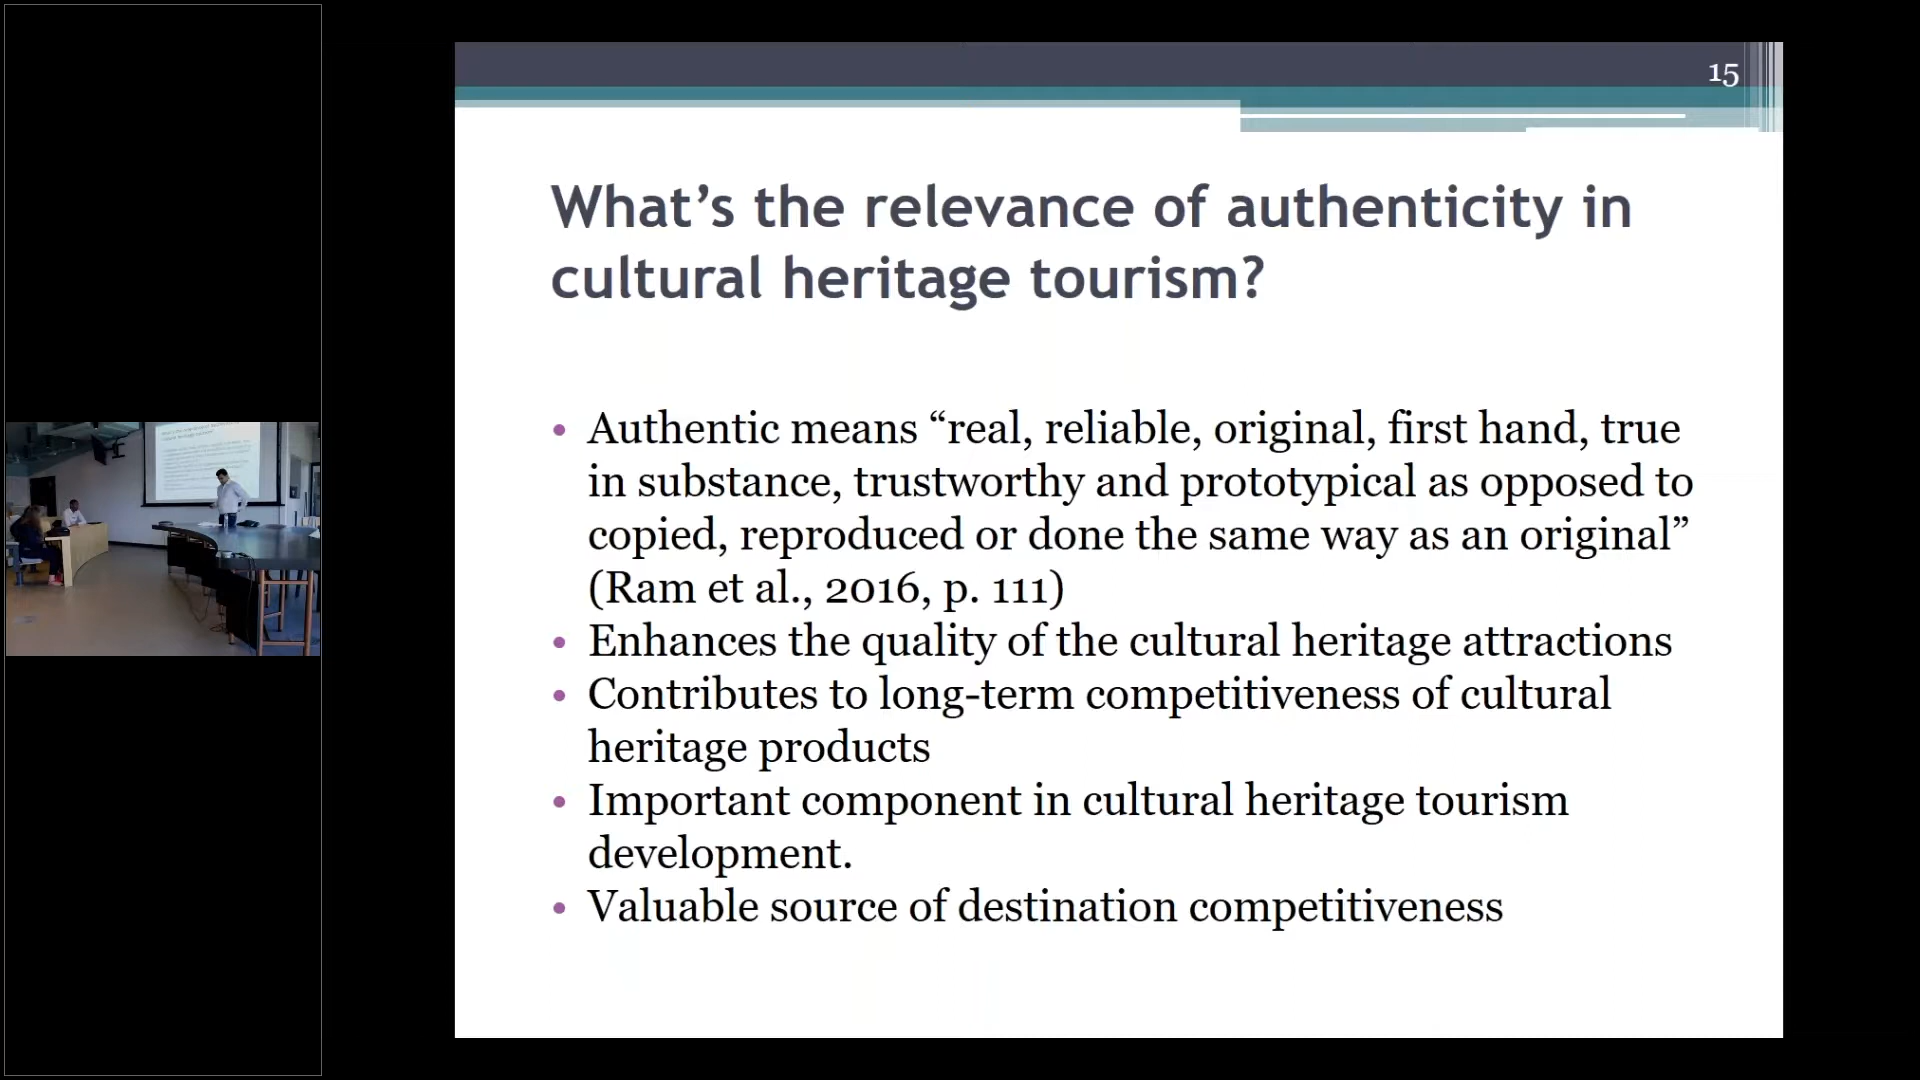 15
What’s the relevance of authenticity in
cultural heritage tourism?
• Authentic means “real, reliable, original, first hand, true
in substance, trustworthy and prototypical as opposed to
copied, reproduced or done the same way as an original”
(Ram et al., 2016, p. 111)
• Enhances the quality of the cultural heritage attractions
• Contributes to long-term competitiveness of cultural
heritage products
• Important component in cultural heritage tourism
development.
• Valuable source of destination competitiveness